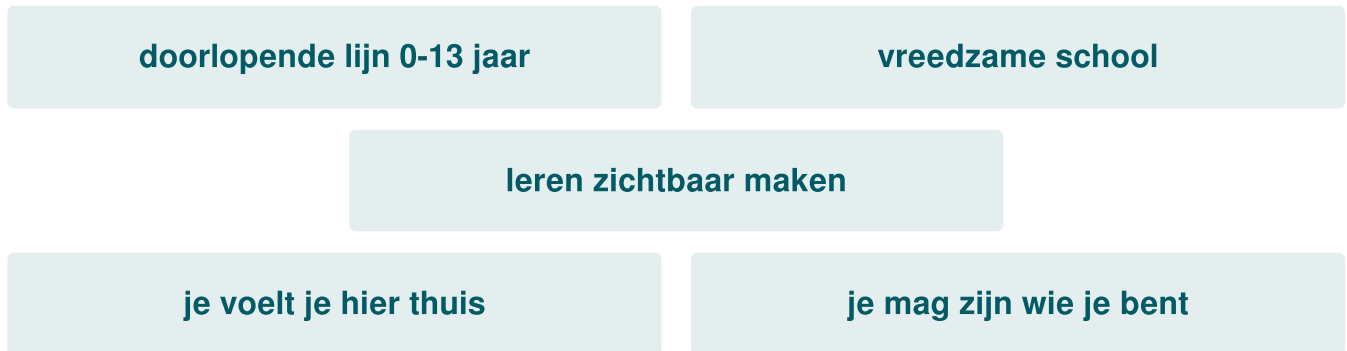 doorlopende lijn 0-13 jaar
vreedzame school
leren zichtbaar maken
je voelt je hier thuis
je mag zijn wie je bent